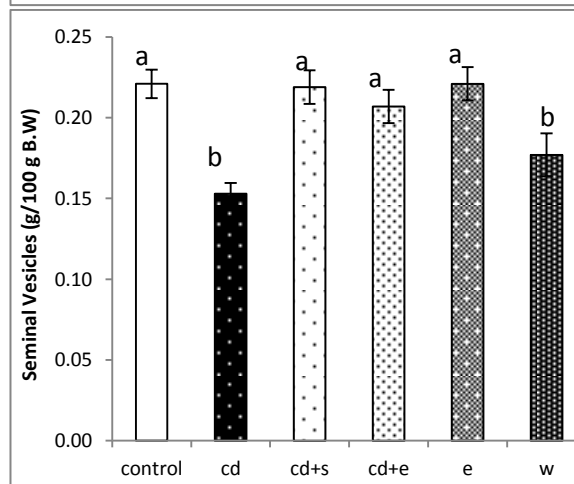 Seminal Vesicles (g/100 g B.W)
0.25
0.20
0.15
0.10
0.05
0.00
a
b
a
a
a
b
control cd cd+s cd+e e w